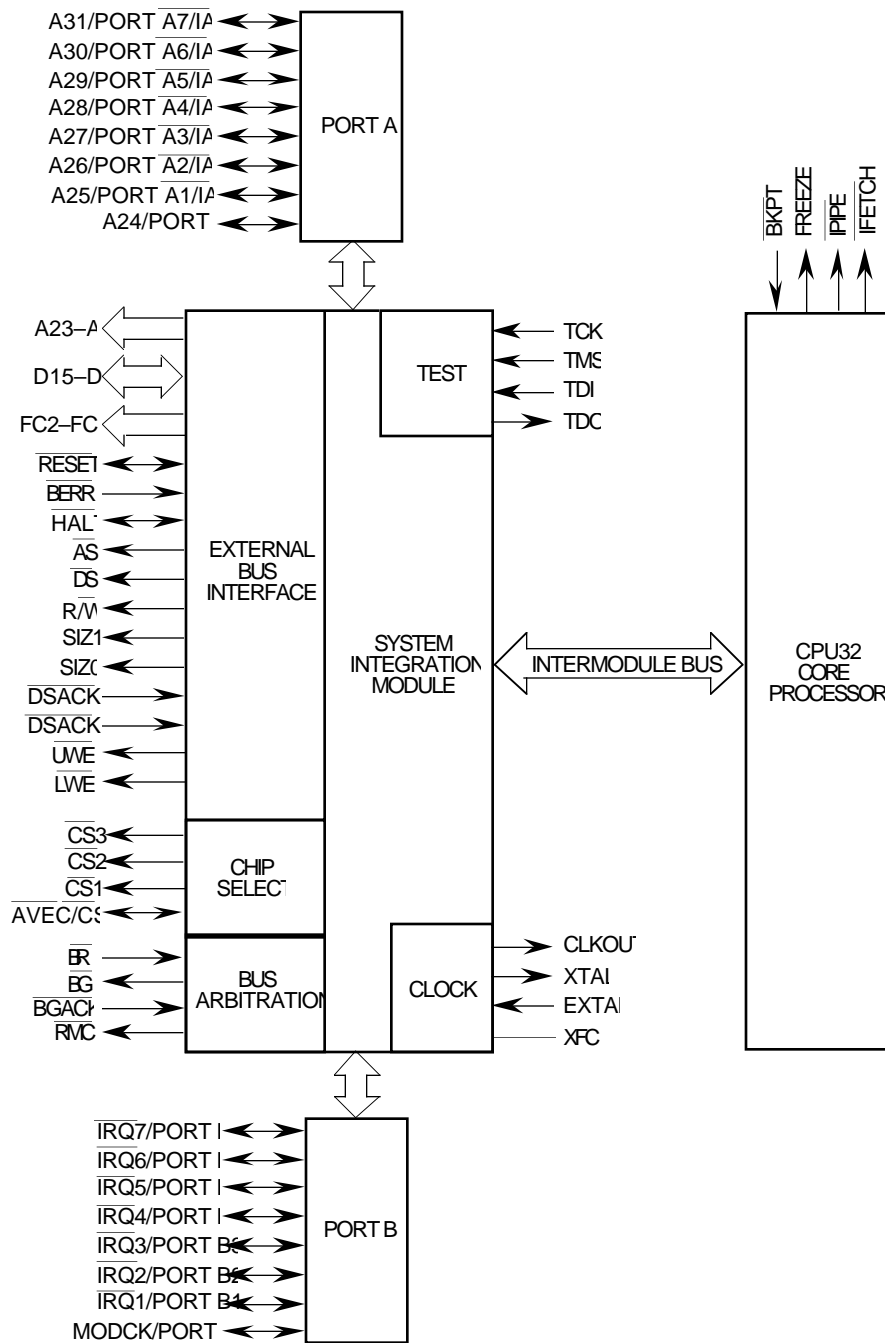 A31/PORT A7/IA
A30/PORT A6/IA
A29/PORT A5/IA
A28/PORT A4/IA
A27/PORT A3/IA
A26/PORT A2/IA
A25/PORT A1/IA
A24/PORT
PORT A
BKPT
FREEZE
IPIPE
IFETCH
A23–A
D15–D
FC2–FC
RESET
BERR
HALT
AS
DS
R/W
SIZ1
SIZ0
DSACK
DSACK
UWE
LWE
EXTERNAL
BUS
INTERFACE
TEST
TCK
TMS
TDI
TDO
SYSTEM
INTEGRATION
MODULE
INTERMODULE BUS
CPU32
CORE
PROCESSOR
CS3
CS2
CS1
AVEC/CS
CHIP
SELECT
BR
BG
BGACK
RMC
BUS
ARBITRATION
CLOCK
CLKOUT
XTAL
EXTAL
XFC
IRQ7/PORT
IRQ6/PORT
IRQ5/PORT
IRQ4/PORT
IRQ3/PORT B3
IRQ2/PORT B2
IRQ1/PORT B1
MODCK/PORT
PORT B